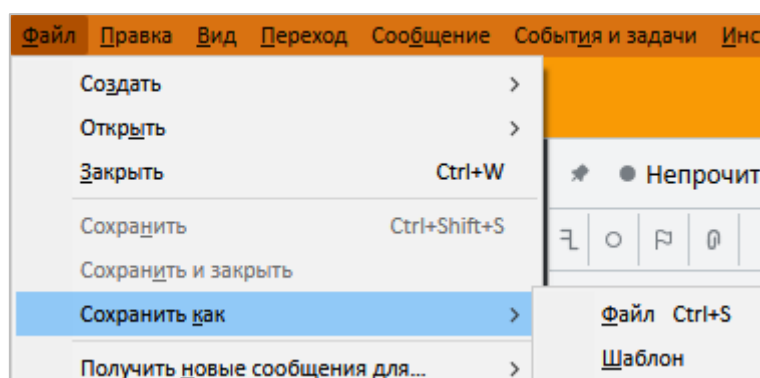 Файл Правка Вид Переход Сообщение События и задачи Инс
Создать
Открыть
Закрыть Ctrl+W
Непрочит
Сохранить Ctrl+Shift+S
Сохранить и закрыть
Сохранить как
Файл Ctrl+S
Шаблон
Получить новые сообщения для...